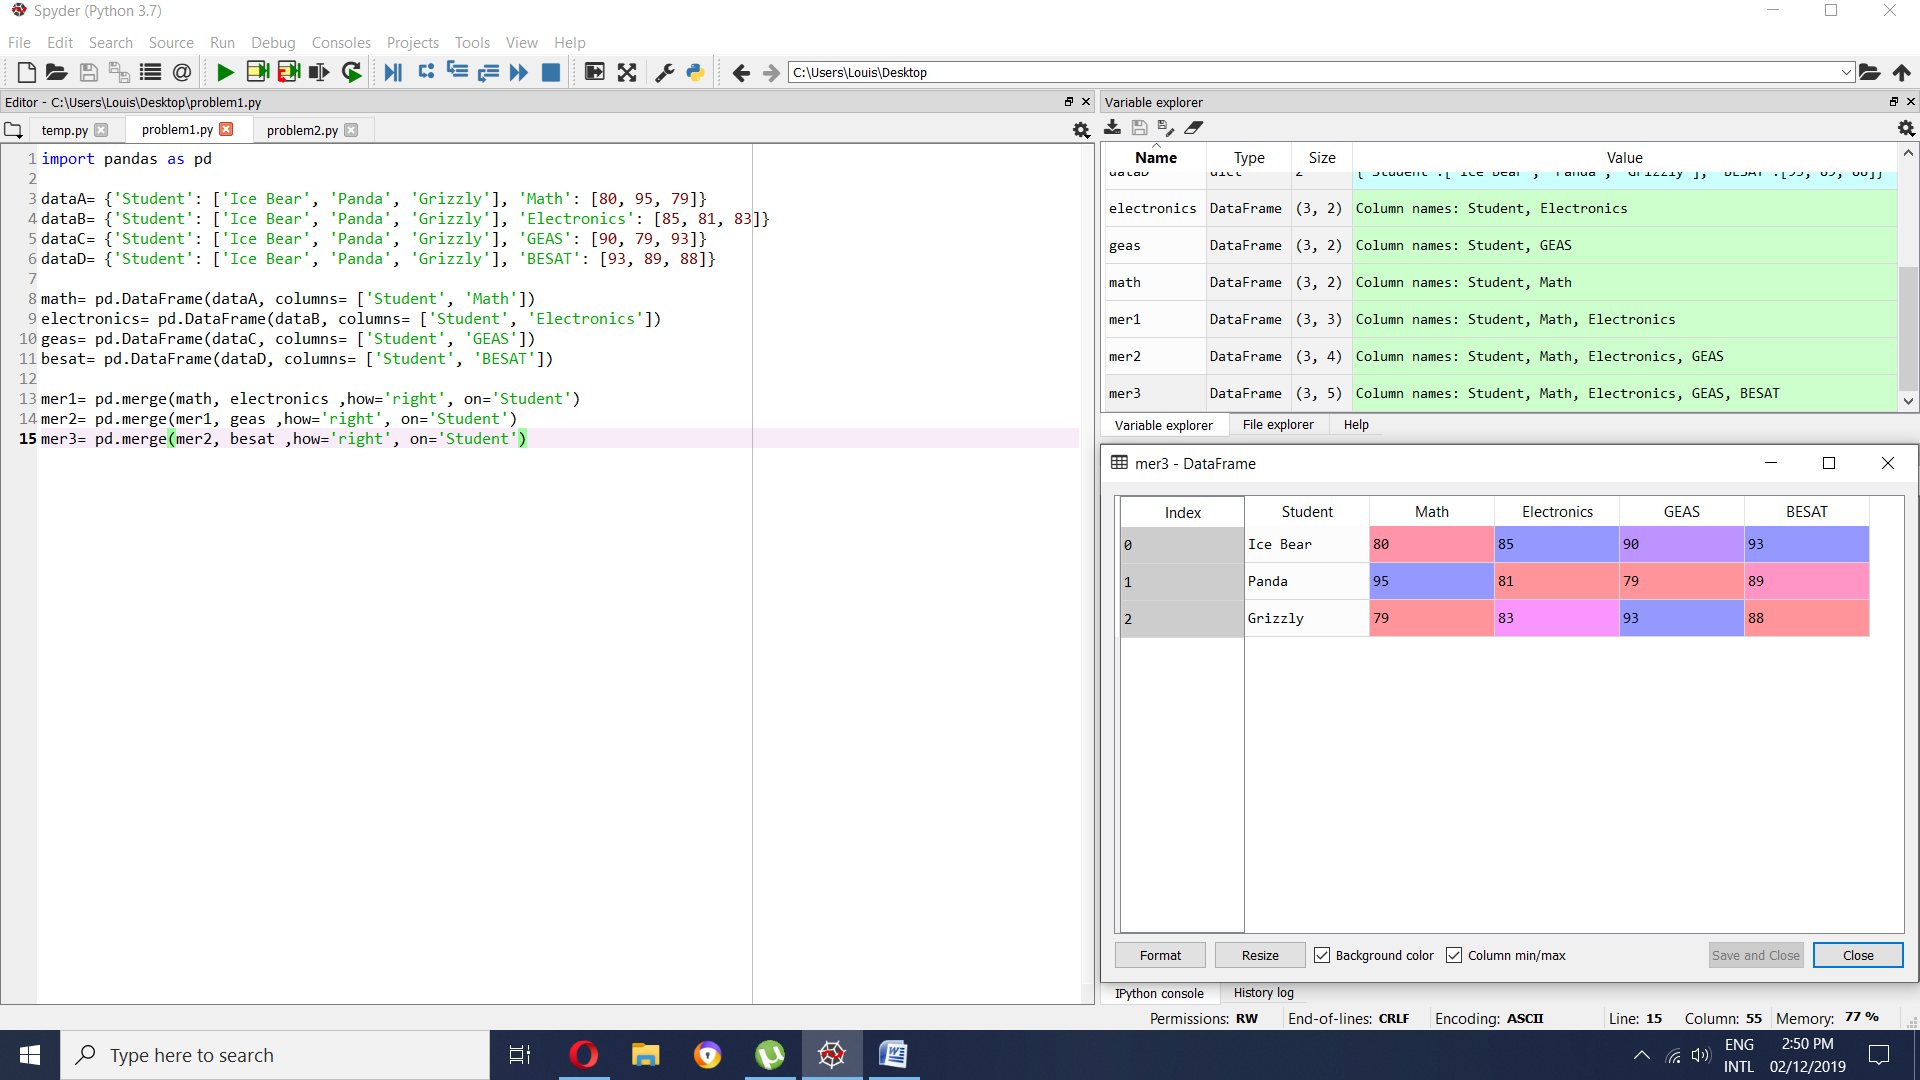 Spyder (Python 3.7)
File Edit Search Source Run Debug Consoles Projects Tools View Help
C:\Users\Louis\Desktop
Editor - C:\Users\Louis\Desktop\problem1.py
temp.py problem1.py problem2.py
1 import pandas as pd
2
3 dataA= {'Student': ['Ice Bear', 'Panda', 'Grizzly'], 'Math': [80, 95, 79]}
4 dataB= {'Student': ['Ice Bear', 'Panda', 'Grizzly'], 'Electronics': [85, 81, 83]}
5 dataC= {'Student': ['Ice Bear', 'Panda', 'Grizzly'], 'GEAS': [90, 79, 93]}
6 dataD= {'Student': ['Ice Bear', 'Panda', 'Grizzly'], 'BESAT': [93, 89, 88]}
7
8 math= pd.DataFrame(dataA, columns= ['Student', 'Math'])
9 electronics= pd.DataFrame(dataB, columns= ['Student', 'Electronics'])
10 geas= pd.DataFrame(dataC, columns= ['Student', 'GEAS'])
11 besat= pd.DataFrame(dataD, columns= ['Student', 'BESAT'])
12
13 mer1= pd.merge(math, electronics ,how='right', on='Student')
14 mer2= pd.merge(mer1, geas ,how='right', on='Student')
15 mer3= pd.merge(mer2, besat ,how='right', on='Student')
Variable explorer
Name Type Size Value
dataD dict 2 {'Student':['Ice Bear', 'Panda', 'Grizzly'], 'BESAT':[93, 89, 88]}
electronics DataFrame (3, 2) Column names: Student, Electronics
geas DataFrame (3, 2) Column names: Student, GEAS
math DataFrame (3, 2) Column names: Student, Math
mer1 DataFrame (3, 3) Column names: Student, Math, Electronics
mer2 DataFrame (3, 4) Column names: Student, Math, Electronics, GEAS
mer3 DataFrame (3, 5) Column names: Student, Math, Electronics, GEAS, BESAT
Variable explorer File explorer Help
mer3 - DataFrame
Index Student Math Electronics GEAS BESAT
0 Ice Bear 80 85 90 93
1 Panda 95 81 79 89
2 Grizzly 79 83 93 88
Format Resize Background color Column min/max Save and Close Close
IPython console History log
Permissions: RW End-of-lines: CRLF Encoding: ASCII Line: 15 Column: 55 Memory: 77 %
Type here to search
ENG
INTL
2:50 PM
02/12/2019